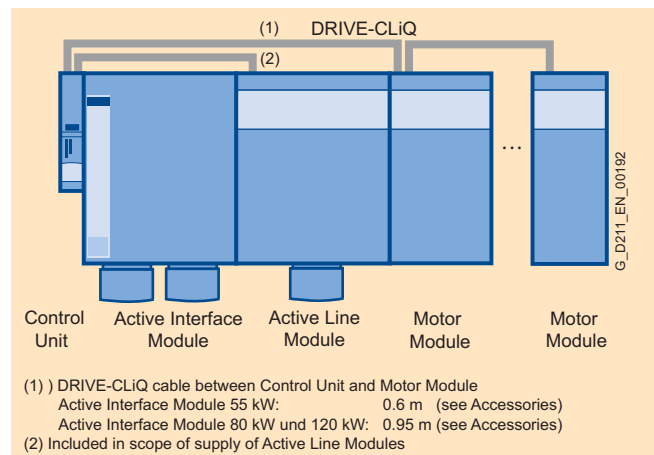 (1) DRIVE-CLiQ
(2)
...
G_D211_EN_00192
Control Unit
Active Interface Module
Active Line Module
Motor Module
Motor Module
(1) ) DRIVE-CLiQ cable between Control Unit and Motor Module
Active Interface Module 55 kW: 0.6 m (see Accessories)
Active Interface Module 80 kW und 120 kW: 0.95 m (see Accessories)
(2) Included in scope of supply of Active Line Modules